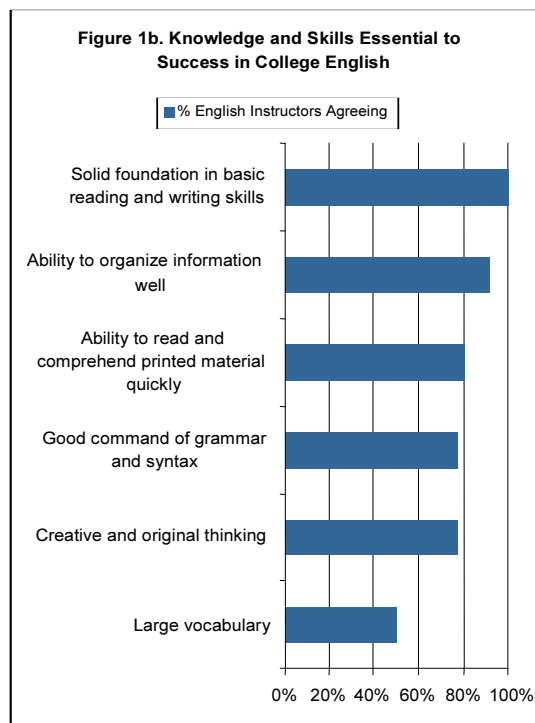 Figure 1b. Knowledge and Skills Essential to
Success in College English
% English Instructors Agreeing
Solid foundation in basic
reading and writing skills
Ability to organize information
well
Ability to read and
comprehend printed material
quickly
Good command of grammar
and syntax
Creative and original thinking
Large vocabulary
0% 20% 40% 60% 80% 100%